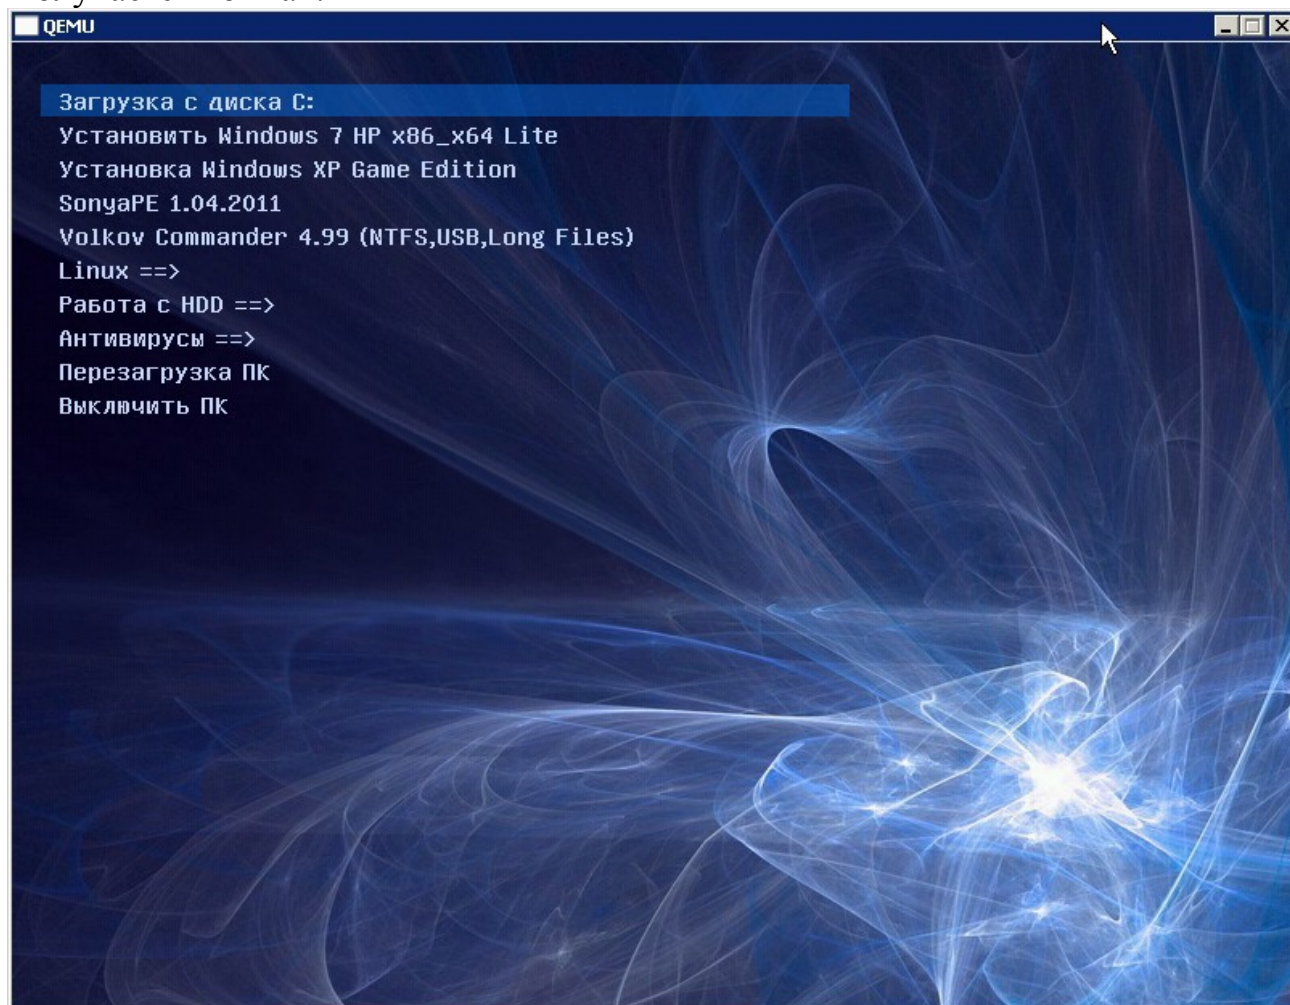 QEMU
Загрузка с диска C:
Установить Windows 7 HP x86_x64 Lite
Установка Windows XP Game Edition
SonyaPE 1.04.2011
Volkov Commander 4.99 (NTFS,USB,Long Files)
Linux ==>
Работа с HDD ==>
Антивирусы ==>
Перезагрузка ПК
Выключить ПК